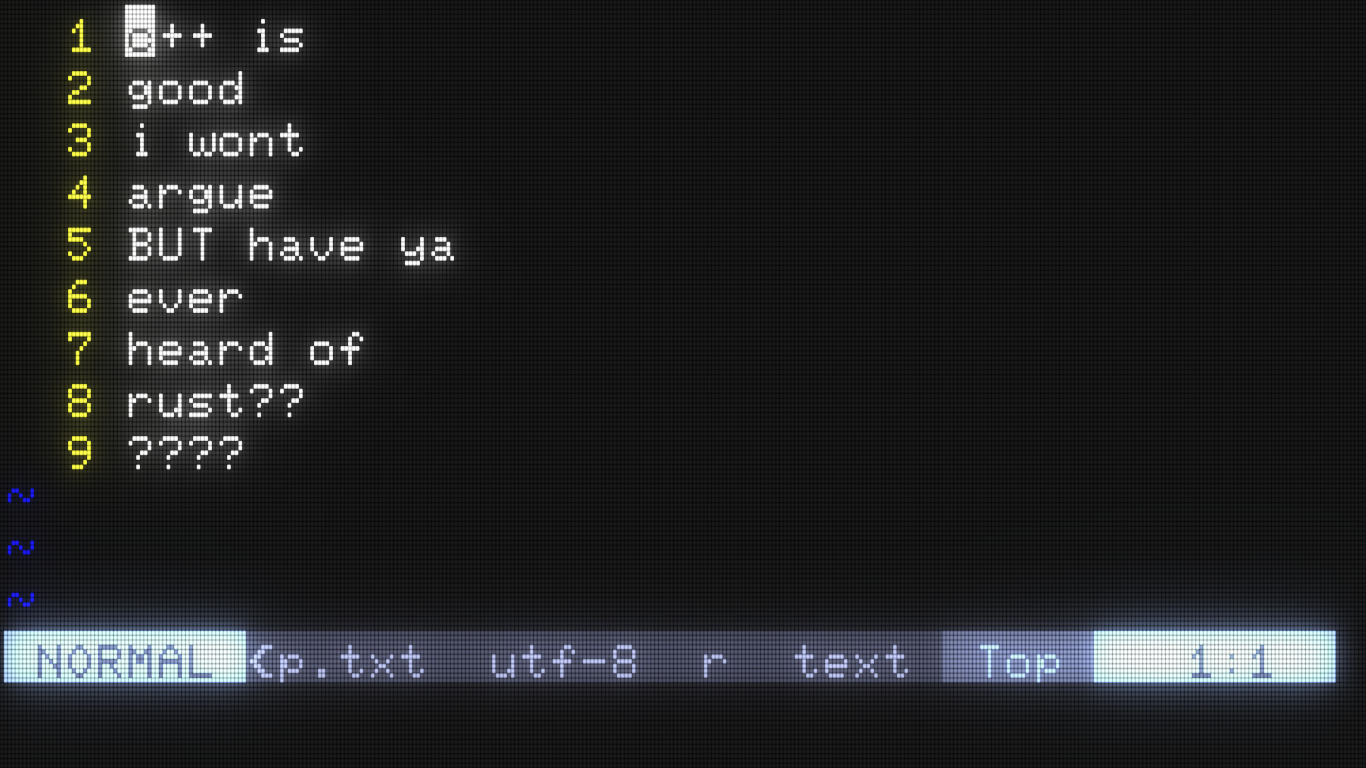 1 c++ is
2 good
3 i wont
4 argue
5 BUT have ya
6 ever
7 heard of
8 rust??
9 ????
~
~
~
NORMAL <p.txt utf-8 r text Top 1:1